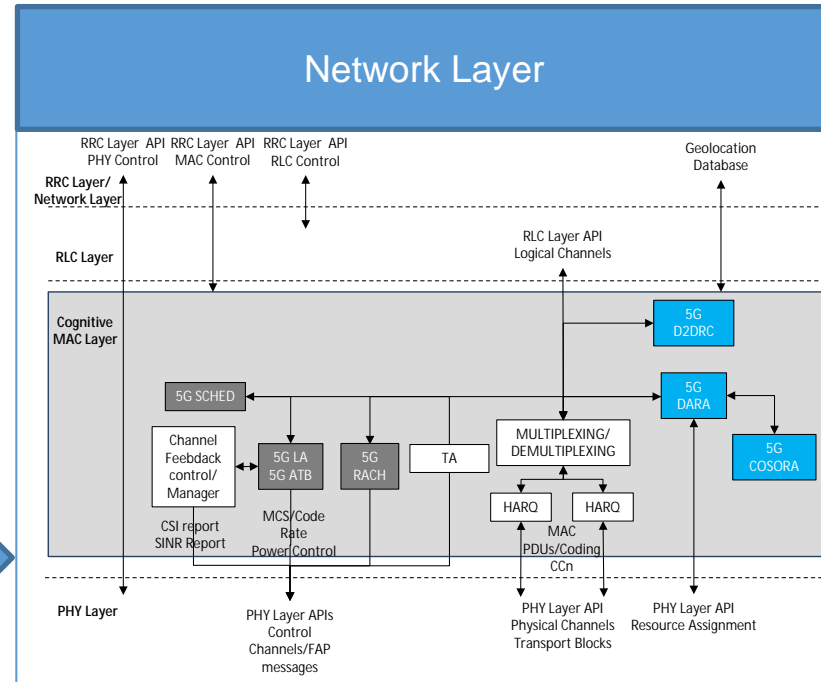 Network Layer
RRC Layer API
PHY Control
RRC Layer API
MAC Control
RRC Layer API
RLC Control
Geolocation
Database
RRC Layer/
Network Layer
RLC Layer API
Logical Channels
RLC Layer
Cognitive
MAC Layer
5G
D2DRC
5G SCHED
5G
DARA
Channel
Feebdack
control/
Manager
5G LA
5G ATB
5G
RACH
TA
MULTIPLEXING/
DEMULTIPLEXING
5G
COSORA
HARQ
HARQ
CSI report
SINR Report
MCS/Code
Rate
Power Control
MAC
PDUs/Coding
CCn
PHY Layer
PHY Layer APIs
Control
Channels/FAP
messages
PHY Layer API
Physical Channels
Transport Blocks
PHY Layer API
Resource Assignment